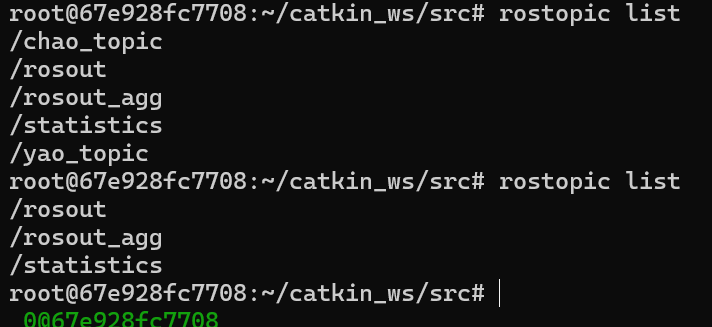 root@67e928fc7708:~/catkin_ws/src# rostopic list
/chao_topic
/rosout
/rosout_agg
/statistics
/yao_topic
root@67e928fc7708:~/catkin_ws/src# rostopic list
/rosout
/rosout_agg
/statistics
root@67e928fc7708:~/catkin_ws/src#
0@67e928fc7708